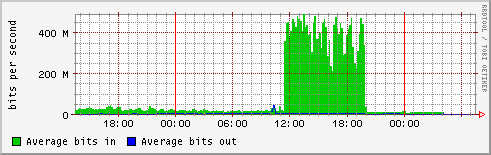 bits per second
400 M
200 M
0
18:00 00:00 06:00 12:00 18:00 00:00
Average bits in Average bits out
RRDTOOL / TOBI OETIKER